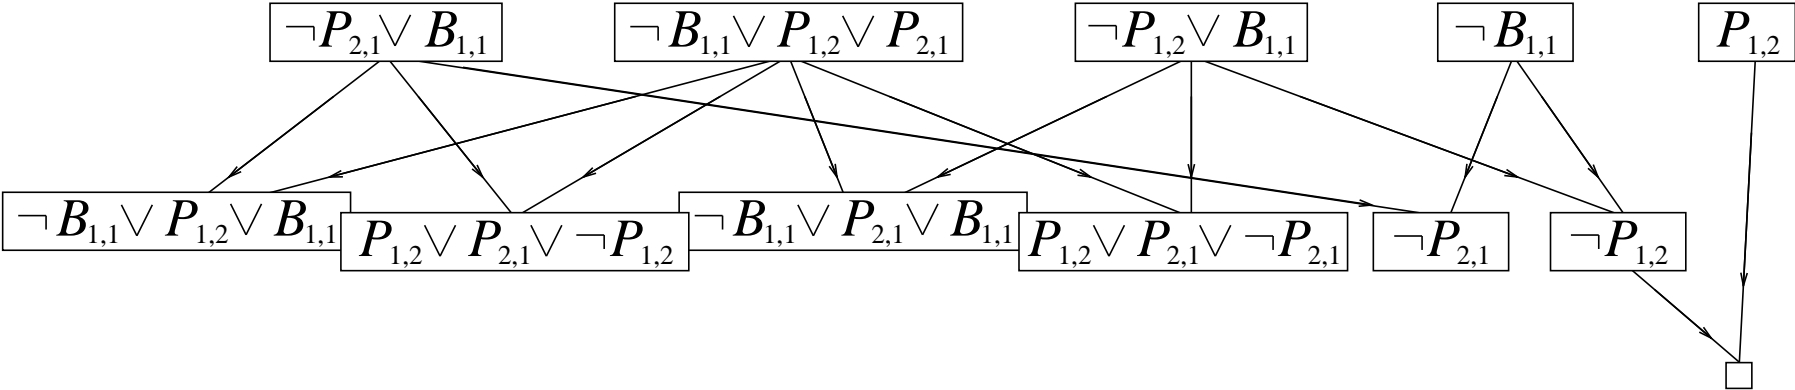 ¬P2,1 ∨ B1,1
¬B1,1 ∨ P1,2 ∨ P2,1
¬P1,2 ∨ B1,1
¬B1,1
P1,2
¬B1,1 ∨ P1,2 ∨ B1,1
P1,2 ∨ P2,1 ∨ ¬P1,2
¬B1,1 ∨ P2,1 ∨ B1,1
P1,2 ∨ P2,1 ∨ ¬P2,1
¬P2,1
¬P1,2